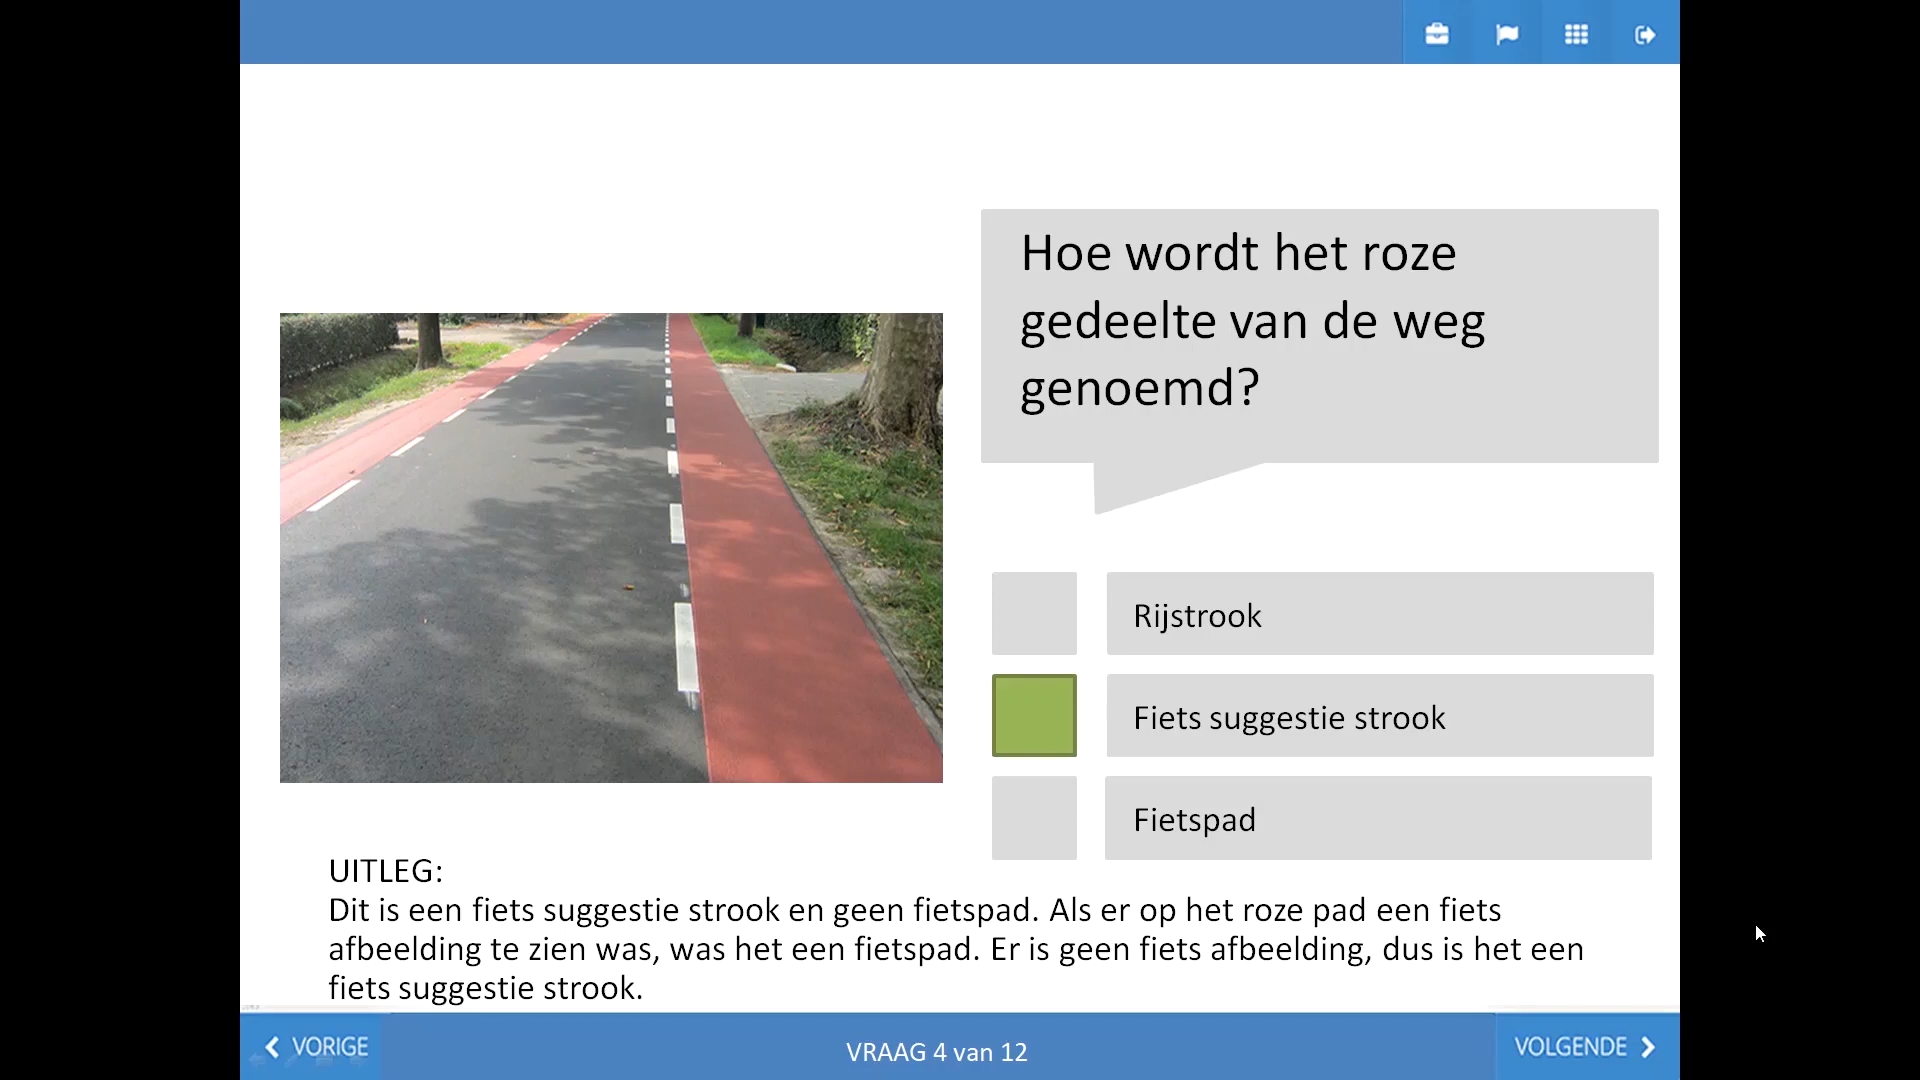 Hoe wordt het roze
gedeelte van de weg
genoemd?
Rijstrook
Fiets suggestie strook
Fietspad
UITLEG:
Dit is een fiets suggestie strook en geen fietspad. Als er op het roze pad een fiets
afbeelding te zien was, was het een fietspad. Er is geen fiets afbeelding, dus is het een
fiets suggestie strook.
VORIGE
VRAAG 4 van 12
VOLGENDE